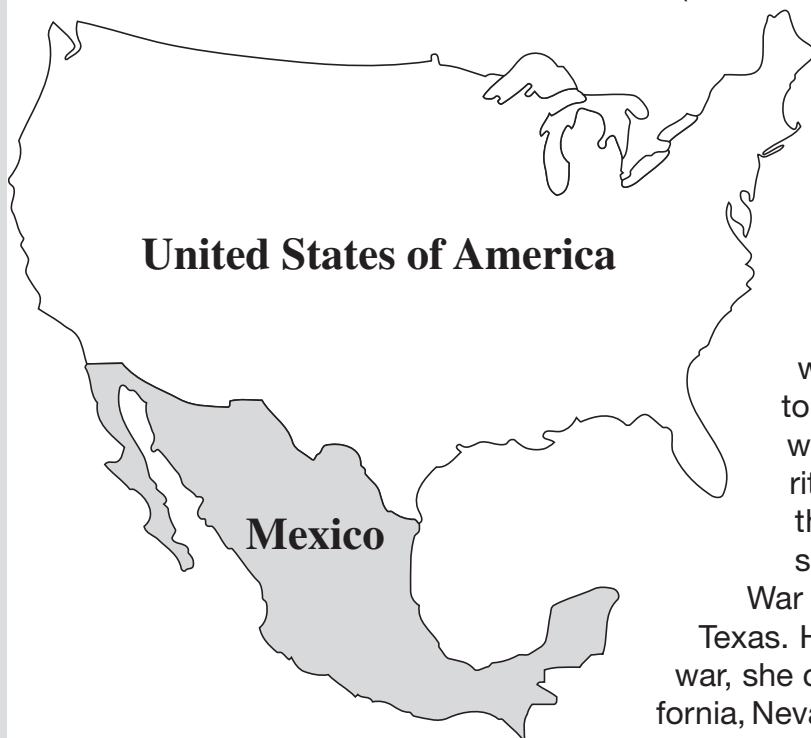 United States of America
w
to
w
rit
th
s
Mexico
War
Texas. H
war, she
fornia, Neva